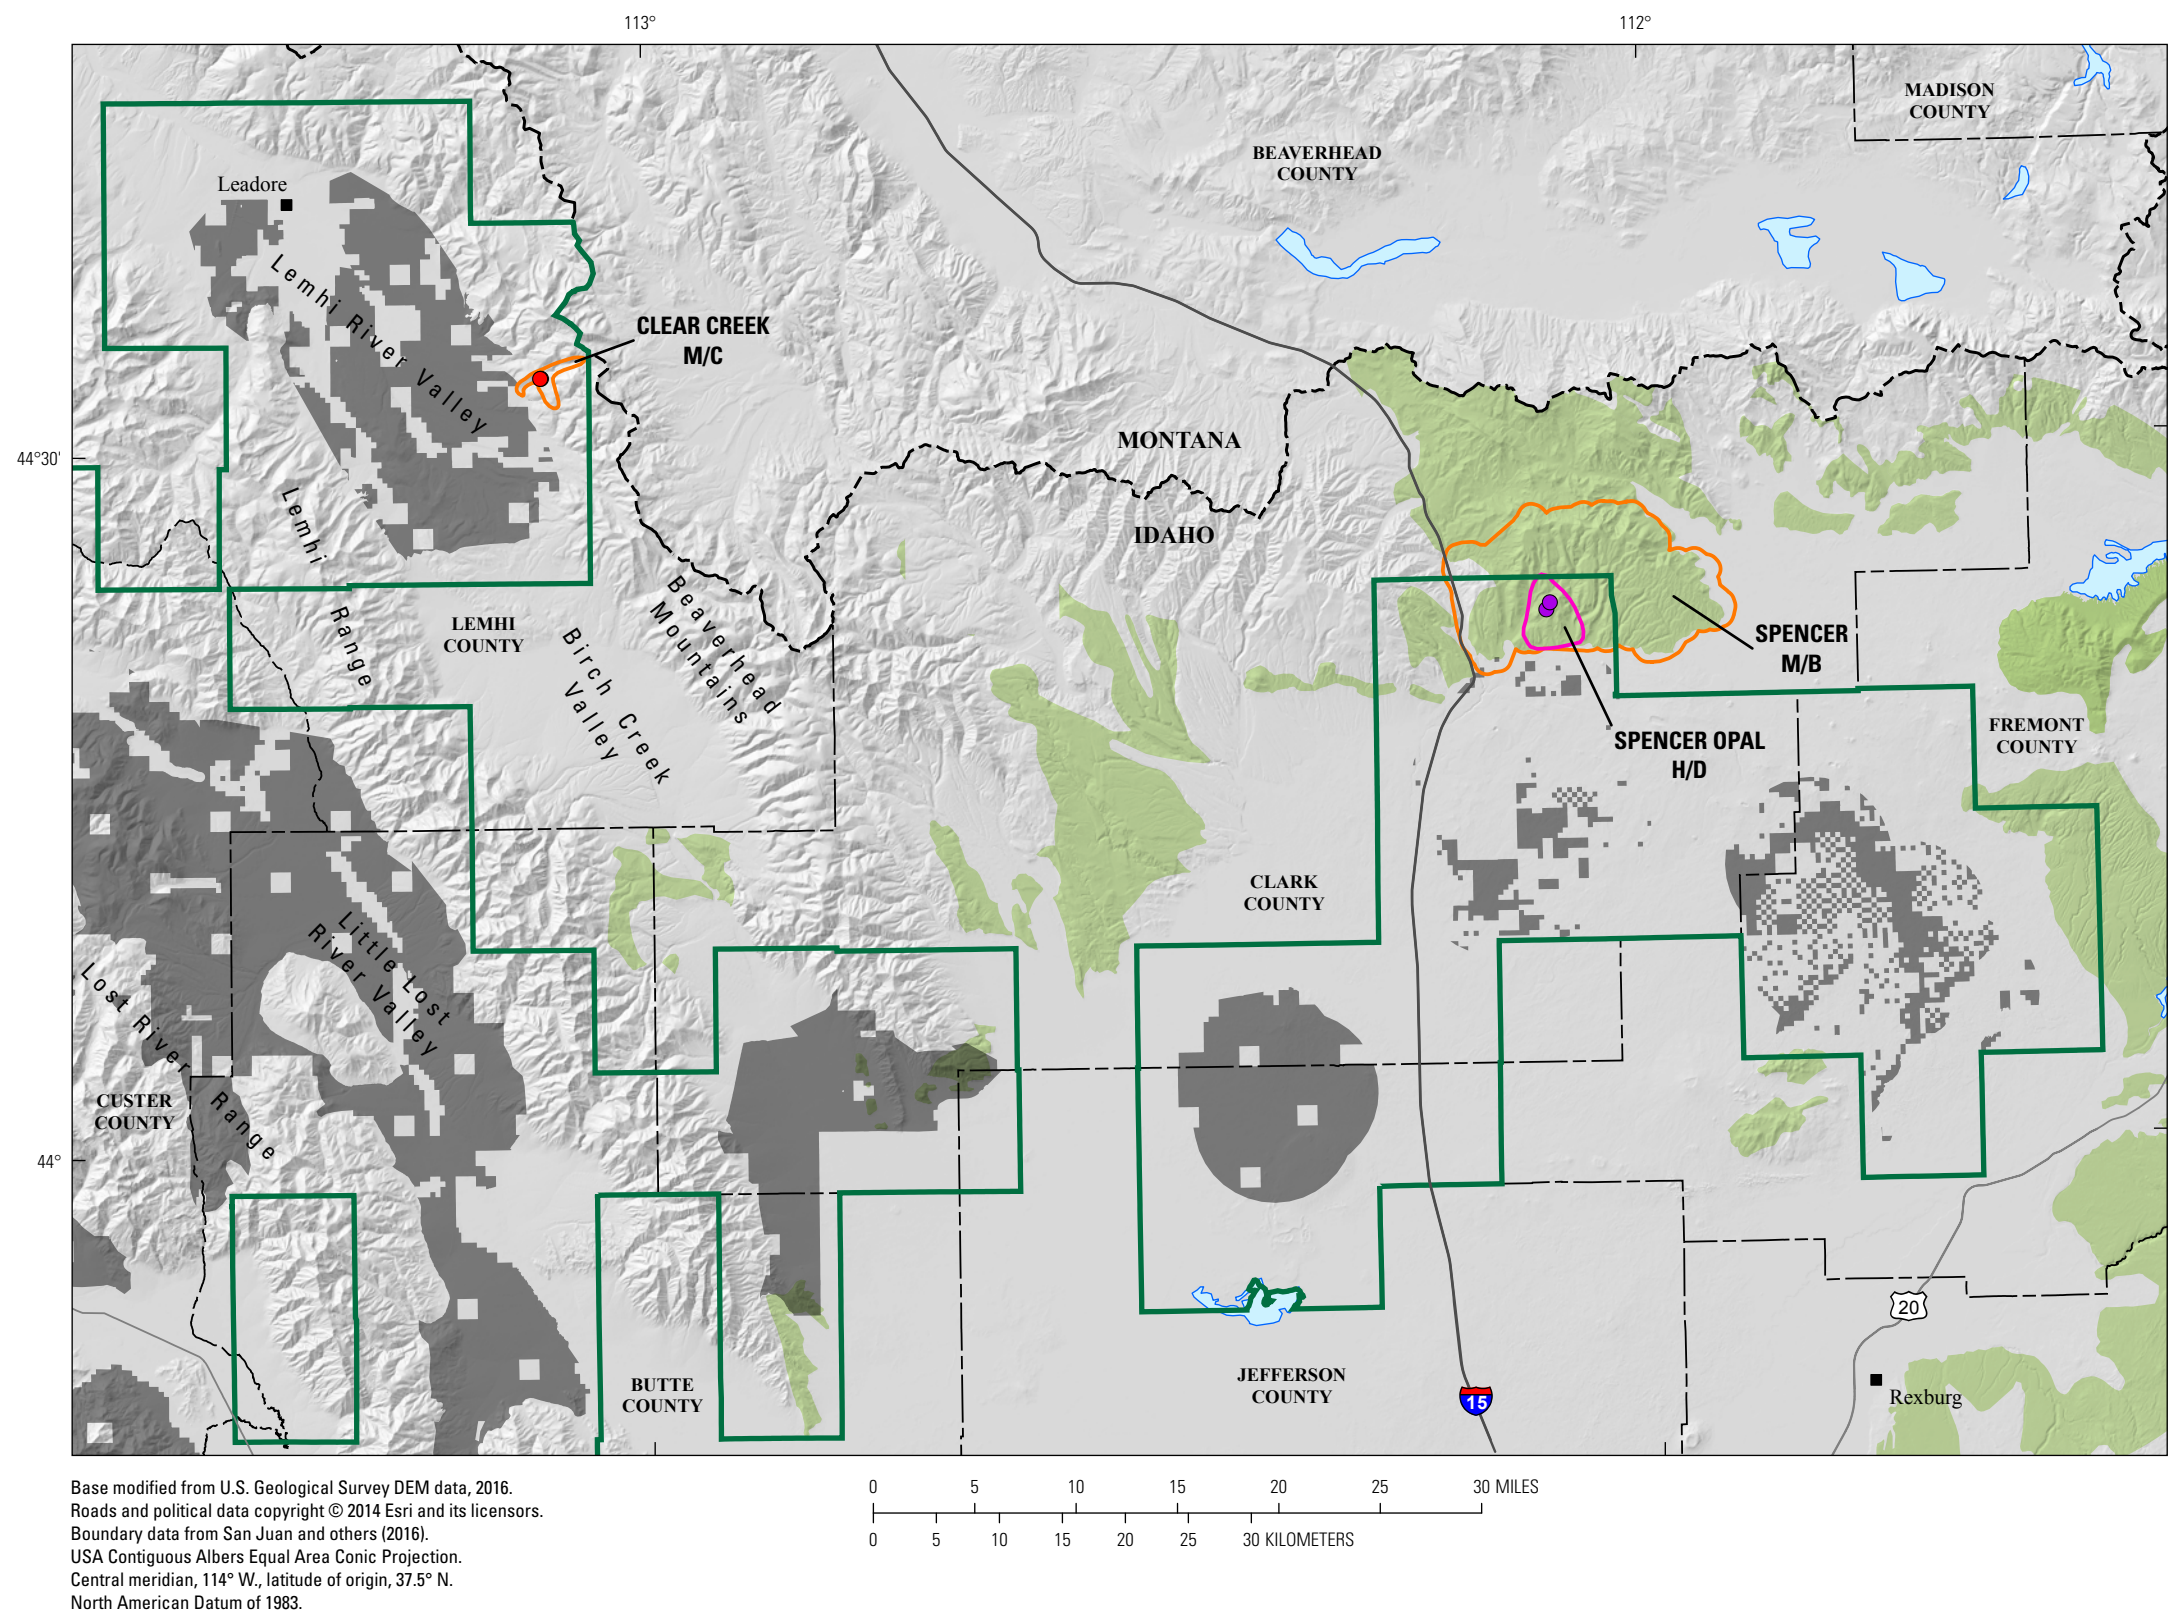 113°
112°
MADISON
COUNTY
BEAVERHEAD
COUNTY
Leadore
Lemhi River Valley
CLEAR CREEK
M/C
MONTANA
44°30'
IDAHO
Lemhi
Range
LEMHI
COUNTY
Beaverhead
Mountains
Birch Creek
Valley
SPENCER
M/B
SPENCER OPAL
H/D
FREMONT
COUNTY
CLARK
COUNTY
Little Lost
River Valley
Lost River
Range
CUSTER
COUNTY
44°
20
JEFFERSON
COUNTY
BUTTE
COUNTY
15
Rexburg
Base modified from U.S. Geological Survey DEM data, 2016.
Roads and political data copyright © 2014 Esri and its licensors.
Boundary data from San Juan and others (2016).
USA Contiguous Albers Equal Area Conic Projection.
Central meridian, 114° W., latitude of origin, 37.5° N.
North American Datum of 1983.
0 5 10 15 20 25 30 MILES
0 5 10 15 20 25 30 KILOMETERS